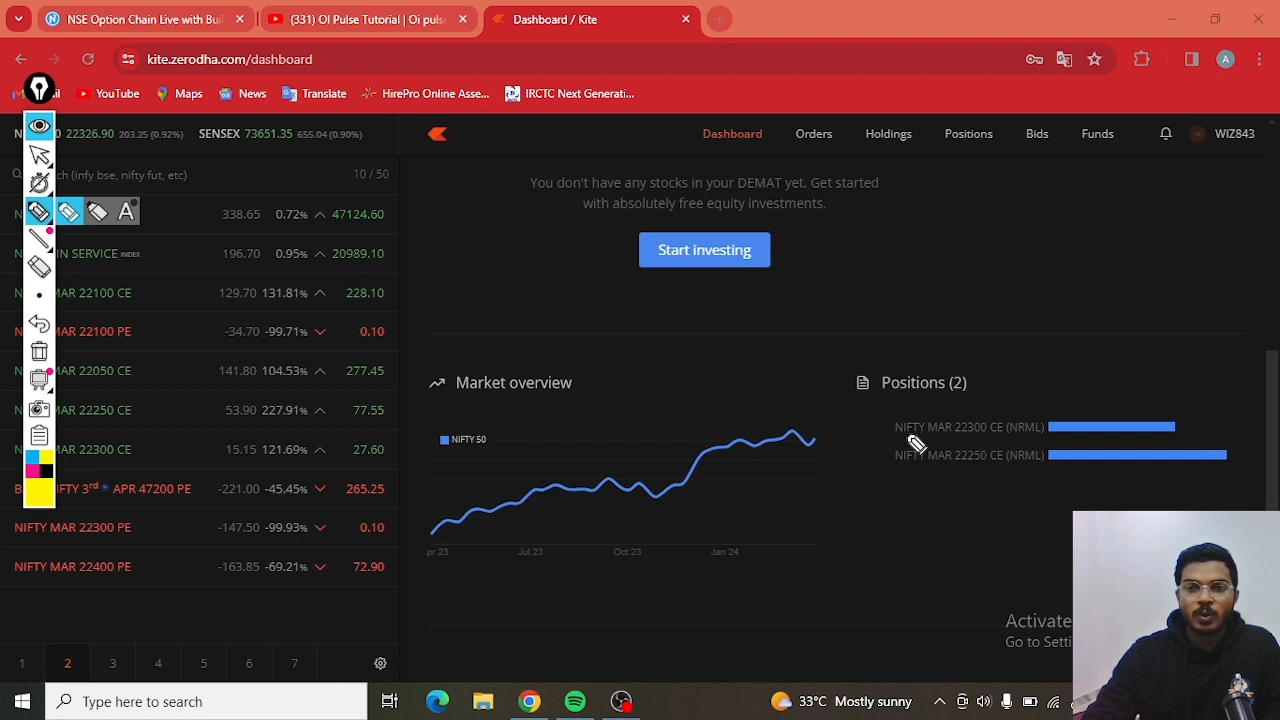 NSE Option Chain Live with Bui
(331) OI Pulse Tutorial | Oi puls
Dashboard / Kite
kite.zerodha.com/dashboard
YouTube
Maps
News
Translate
HirePro Online Asse...
IRCTC Next Generati...
22326.90 203.25 (0.92%) SENSEX 73651.35 655.04 (0.90%)
Dashboard Orders Holdings Positions Bids Funds WIZ843
(infy bse, nifty fut, etc) 10 / 50
338.65 0.72% 47124.60
IN SERVICE INDEX 196.70 0.95% 20989.10
MAR 22100 CE 129.70 131.81% 228.10
MAR 22100 PE -34.70 -99.71% 0.10
MAR 22050 CE 141.80 104.53% 277.45
MAR 22250 CE 53.90 227.91% 77.55
MAR 22300 CE 15.15 121.69% 27.60
IFTY 3rd W APR 47200 PE -221.00 -45.45% 265.25
NIFTY MAR 22300 PE -147.50 -99.93% 0.10
NIFTY MAR 22400 PE -163.85 -69.21% 72.90
1 2 3 4 5 6 7
A
You don't have any stocks in your DEMAT yet. Get started
with absolutely free equity investments.
Start investing
Market overview
NIFTY 50
pr 23 Jul 23 Oct 23 Jan 24
Positions (2)
NIFTY MAR 22300 CE (NRML)
NIFTY MAR 22250 CE (NRML)
Activate
Go to Setti
Type here to search
33°C Mostly sunny